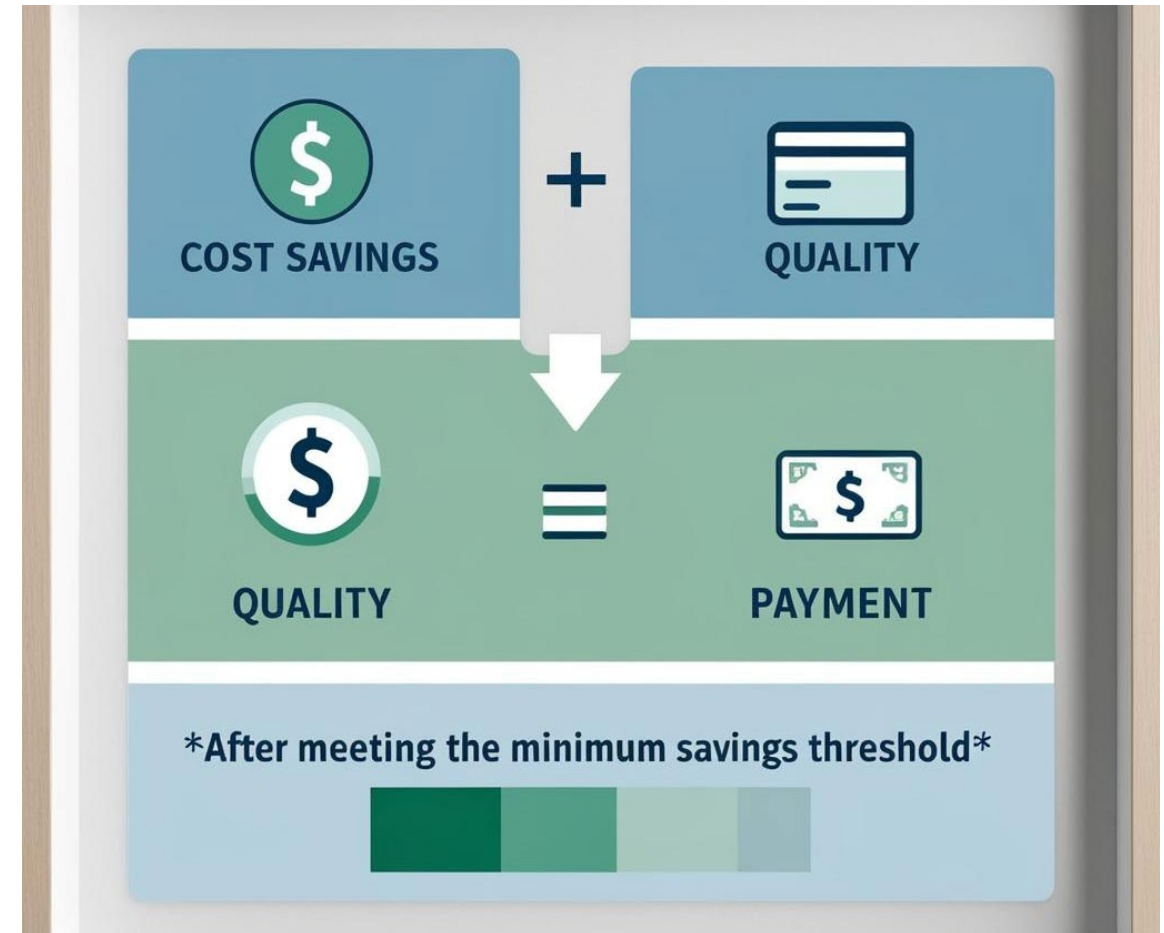 $
+
COST SAVINGS
QUALITY
$
$
QUALITY
PAYMENT
*After meeting the minimum savings threshold*